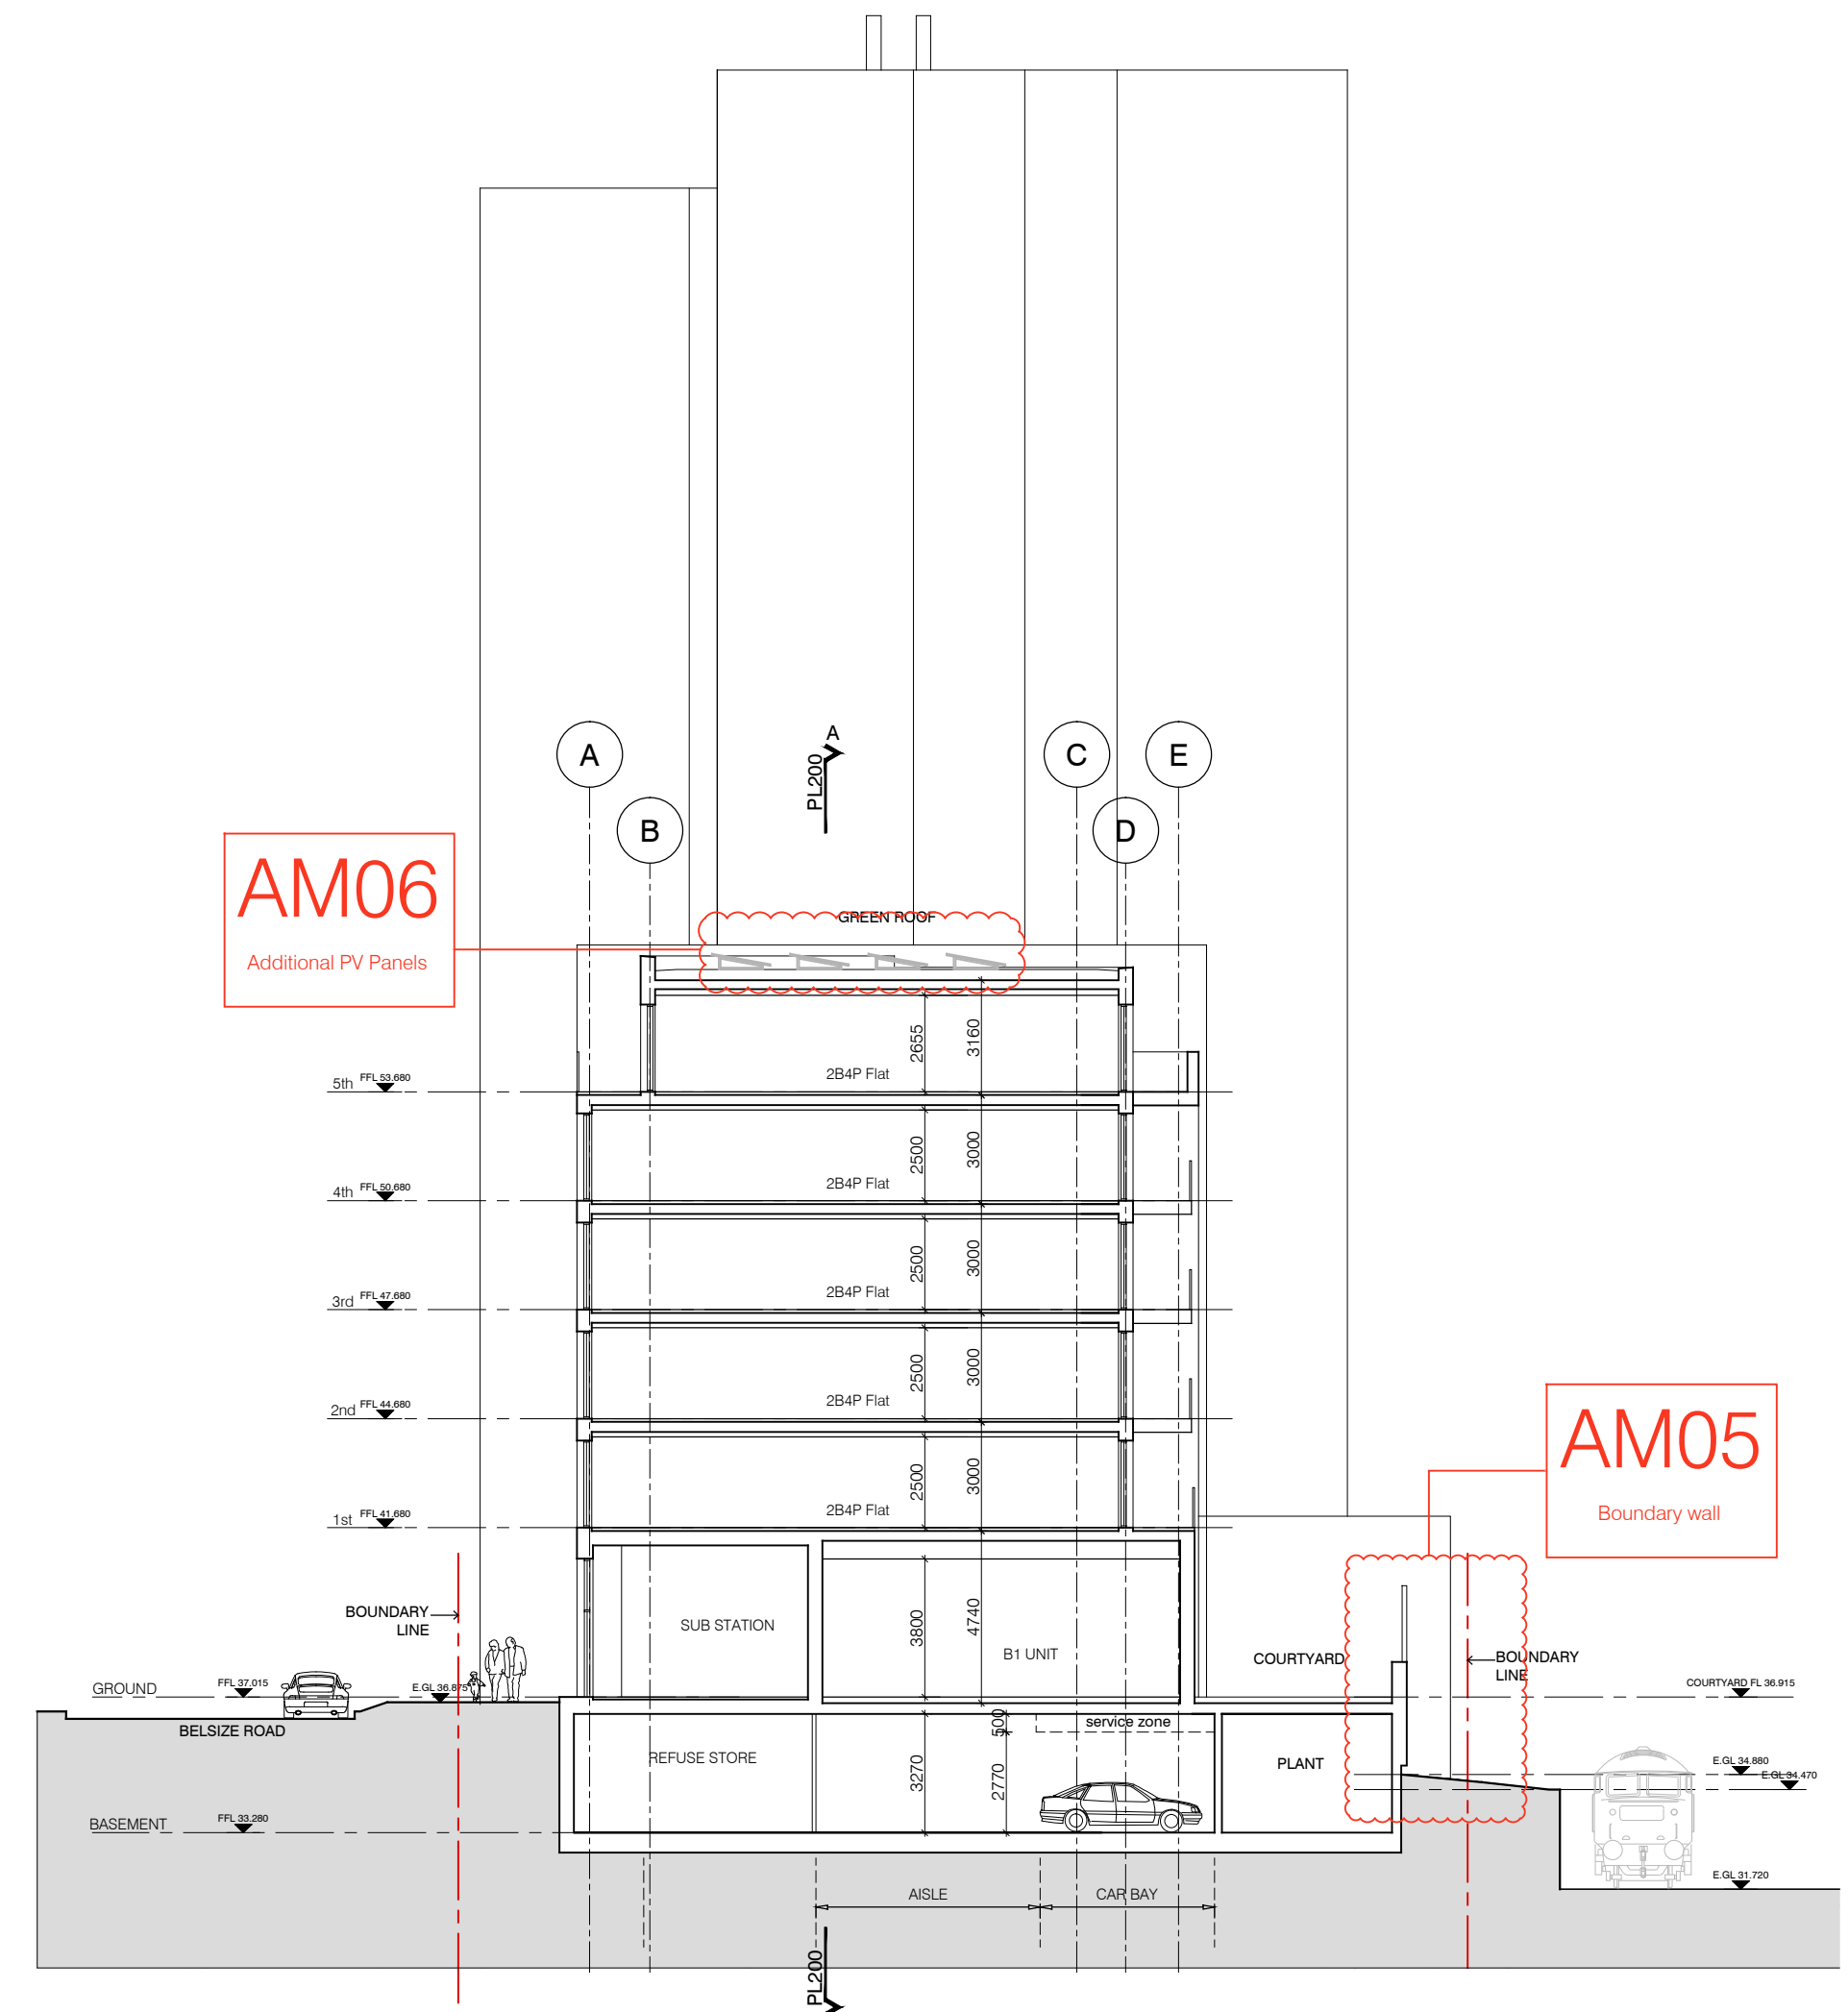 A
PL200
A
C
E
B
D
AM06
Additional PV Panels
GREEN ROOF
2655
3160
2B4P Flat
5th
FFL 53.680
2500
3000
2B4P Flat
4th
FFL 50.680
2500
3000
2B4P Flat
3rd
FFL 47.680
2500
3000
2B4P Flat
2nd
FFL 44.680
2500
3000
2B4P Flat
1st
FFL 41.680
AM05
Boundary wall
BOUNDARY
LINE
SUB STATION
3800
4740
B1 UNIT
COURTYARD
BOUNDARY
LINE
GROUND
FFL 37.015
E.GL 36.875
COURTYARD FL 36.915
BELSIZE ROAD
500
service zone
REFUSE STORE
3270
2770
PLANT
E.GL 34.880
E.GL 34.470
BASEMENT
FFL 33.280
E.GL 31.720
AISLE
CAR BAY
PL200